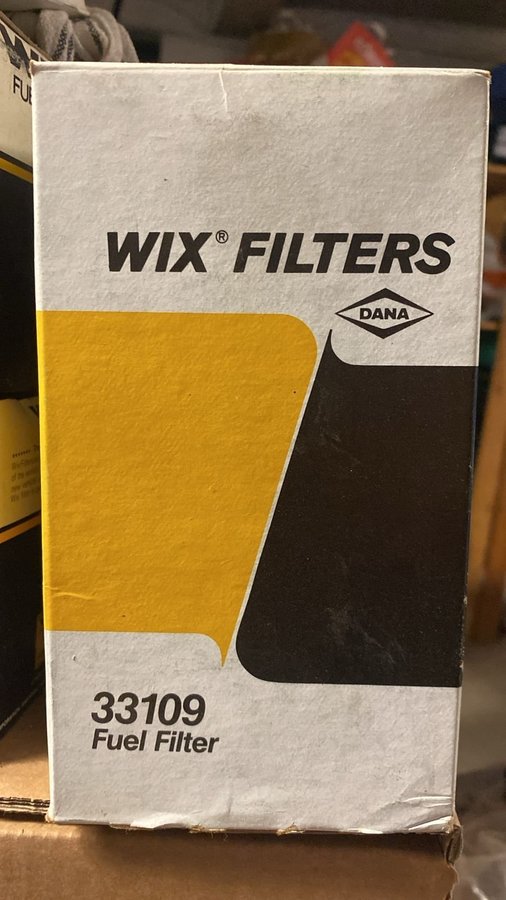 WIX® FILTERS
DANA
33109
Fuel Filter